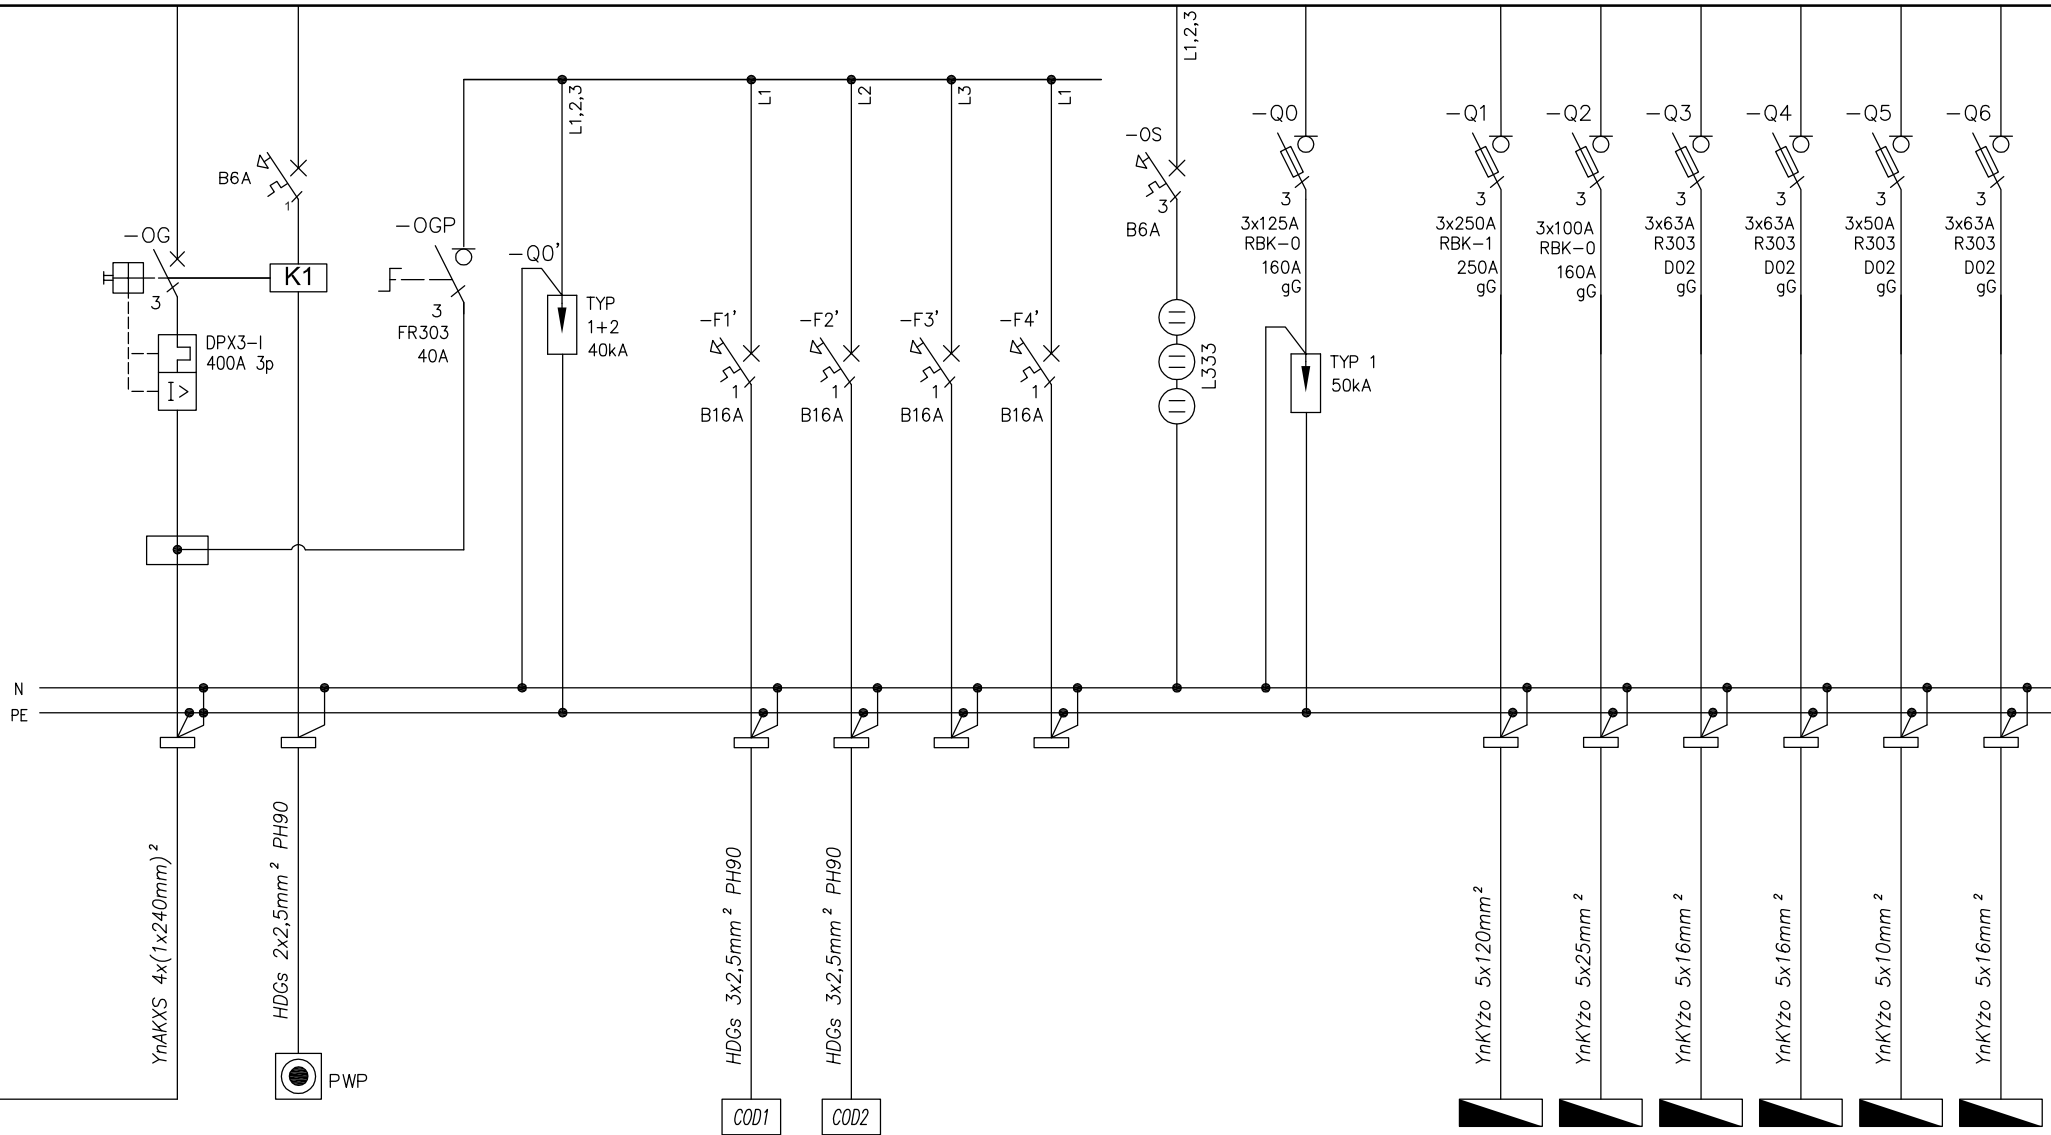 L1,2,3
L1,2,3
L1
L2
L3
L1
-Q0
-Q1
-Q2
-Q3
-Q4
-Q5
-Q6
-OS
B6A
1
3
B6A
3
3x125A
RBK-0
160A
gG
3
3x250A
RBK-1
250A
gG
3
3x100A
RBK-0
160A
gG
3
3x63A
R303
D02
gG
3
3x63A
R303
D02
gG
3
3x50A
R303
D02
gG
3
3x63A
R303
D02
gG
-OG
3
K1
-OGP
3
FR303
40A
-Q0'
TYP
1+2
40kA
DPX3-I
400A 3p
I>
-F1'
1
B16A
-F2'
1
B16A
-F3'
1
B16A
-F4'
1
B16A
L333
TYP 1
50kA
N
PE
YnAKXS 4x(1x240mm)²
HDGs 2x2,5mm² PH90
HDGs 3x2,5mm² PH90
HDGs 3x2,5mm² PH90
YnKYżo 5x120mm²
YnKYżo 5x25mm²
YnKYżo 5x16mm²
YnKYżo 5x16mm²
YnKYżo 5x10mm²
YnKYżo 5x16mm²
PWP
COD1
COD2